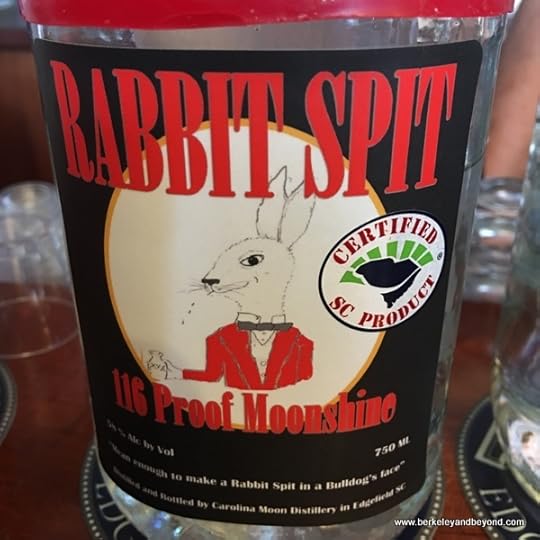 RABBIT SPIT
CERTIFIED
SC PRODUCT
®
116 Proof Moonshine
58% Alc by Vol
750 ML
"Mean enough to make a Rabbit Spit in a Bulldog's face"
Distilled and Bottled by Carolina Moon Distillery in Edgefield SC
www.berkeleyandbeyond.com